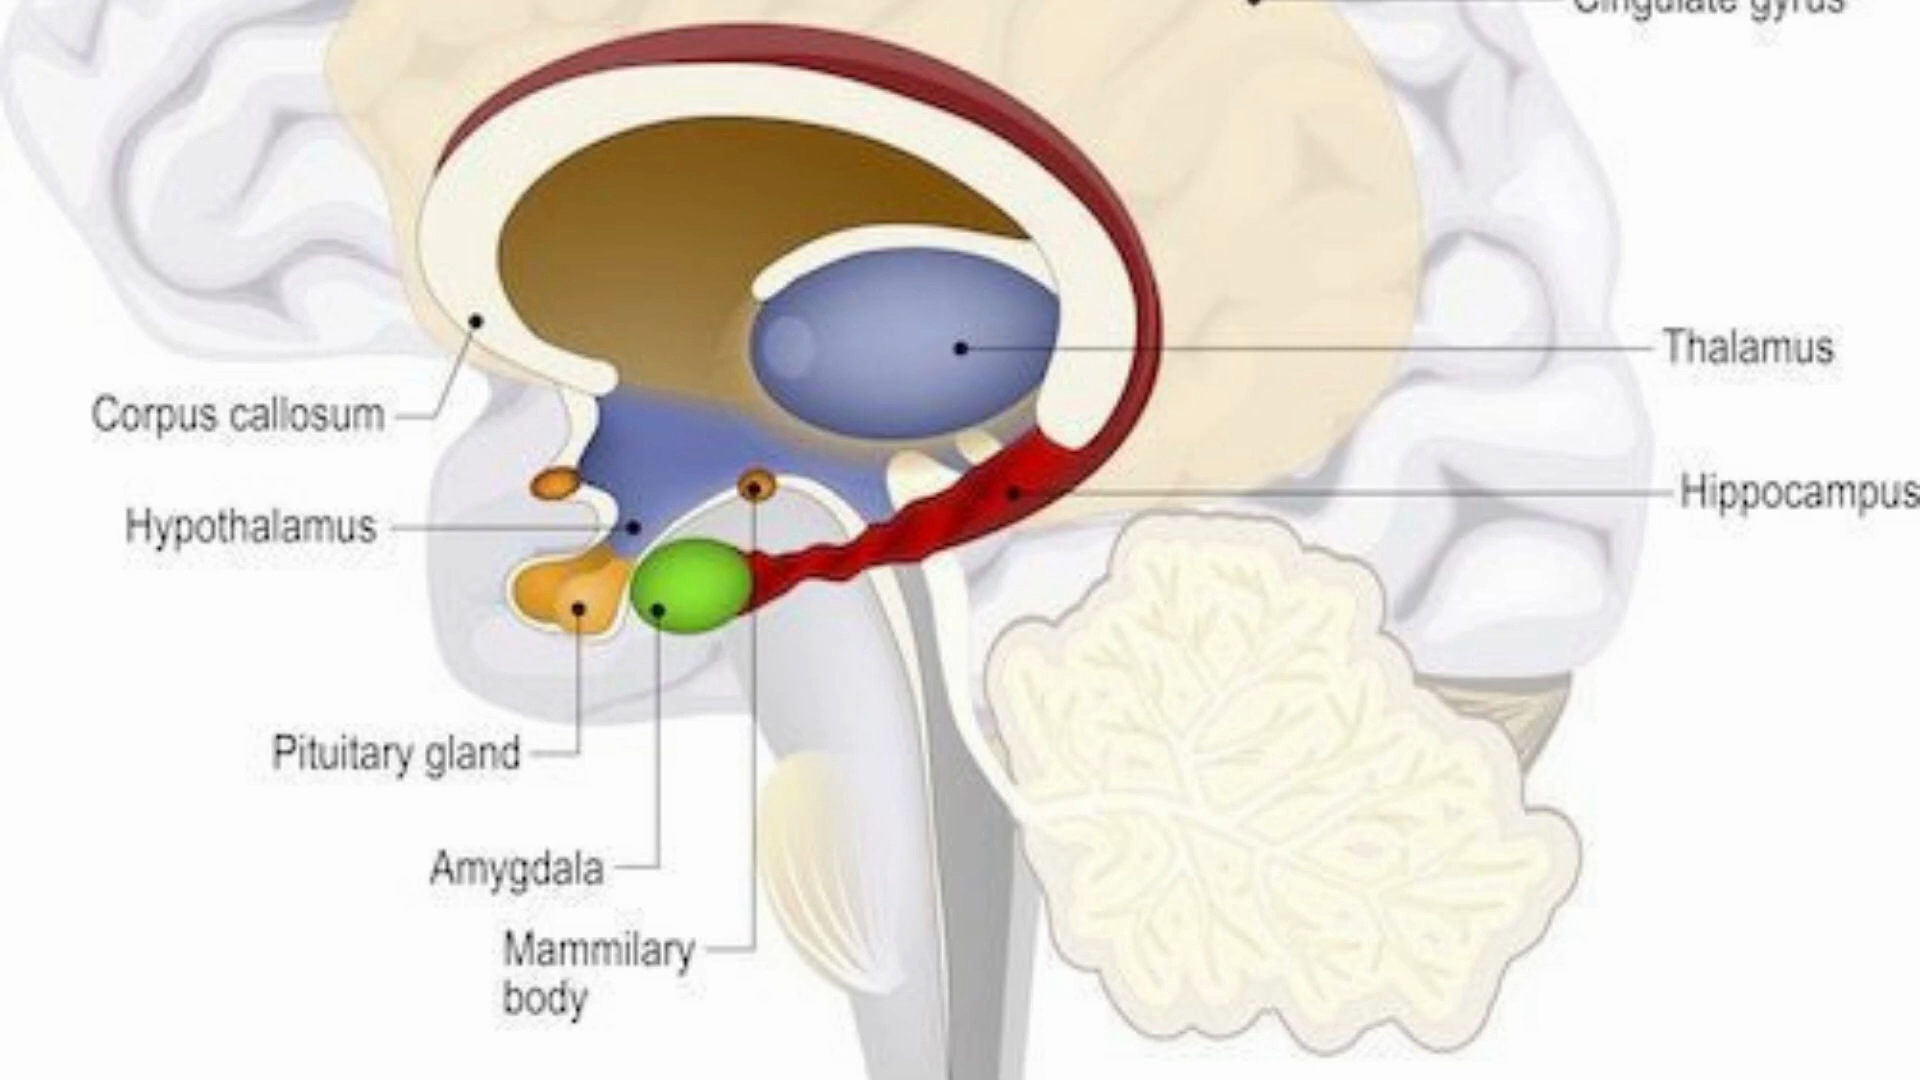 Cingulate gyrus
Thalamus
Corpus callosum
Hippocampus
Hypothalamus
Pituitary gland
Amygdala
Mammilary
body